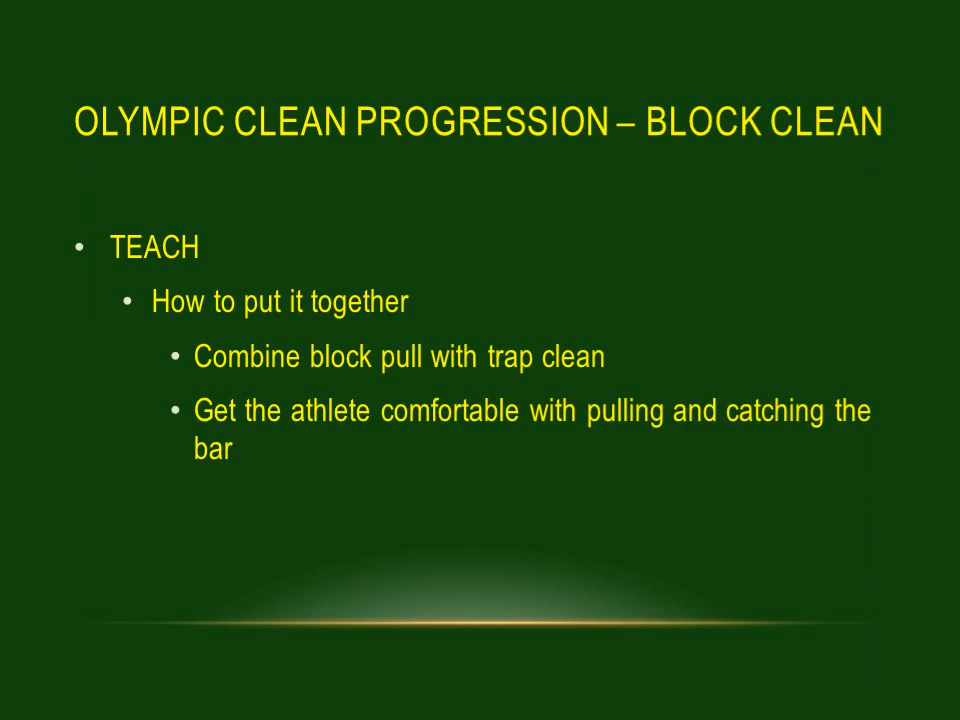 OLYMPIC CLEAN PROGRESSION – BLOCK CLEAN
• TEACH
• How to put it together
• Combine block pull with trap clean
• Get the athlete comfortable with pulling and catching the
bar